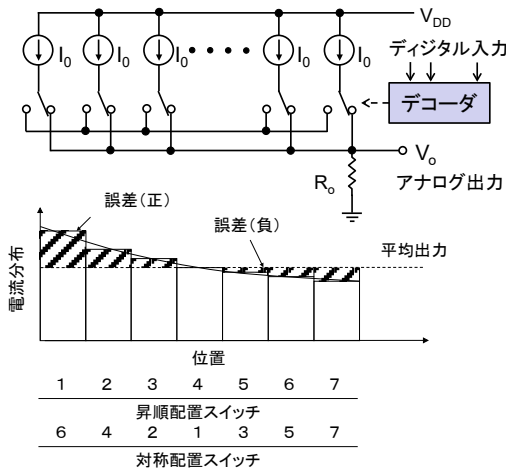 V_DD
I_0 I_0 I_0 I_0 I_0
ディジタル入力
デコーダ
V_o
アナログ出力
R_o
誤差(正)
誤差(負)
平均出力
電流分布
位置
1 2 3 4 5 6 7
昇順配置スイッチ
6 4 2 1 3 5 7
対称配置スイッチ